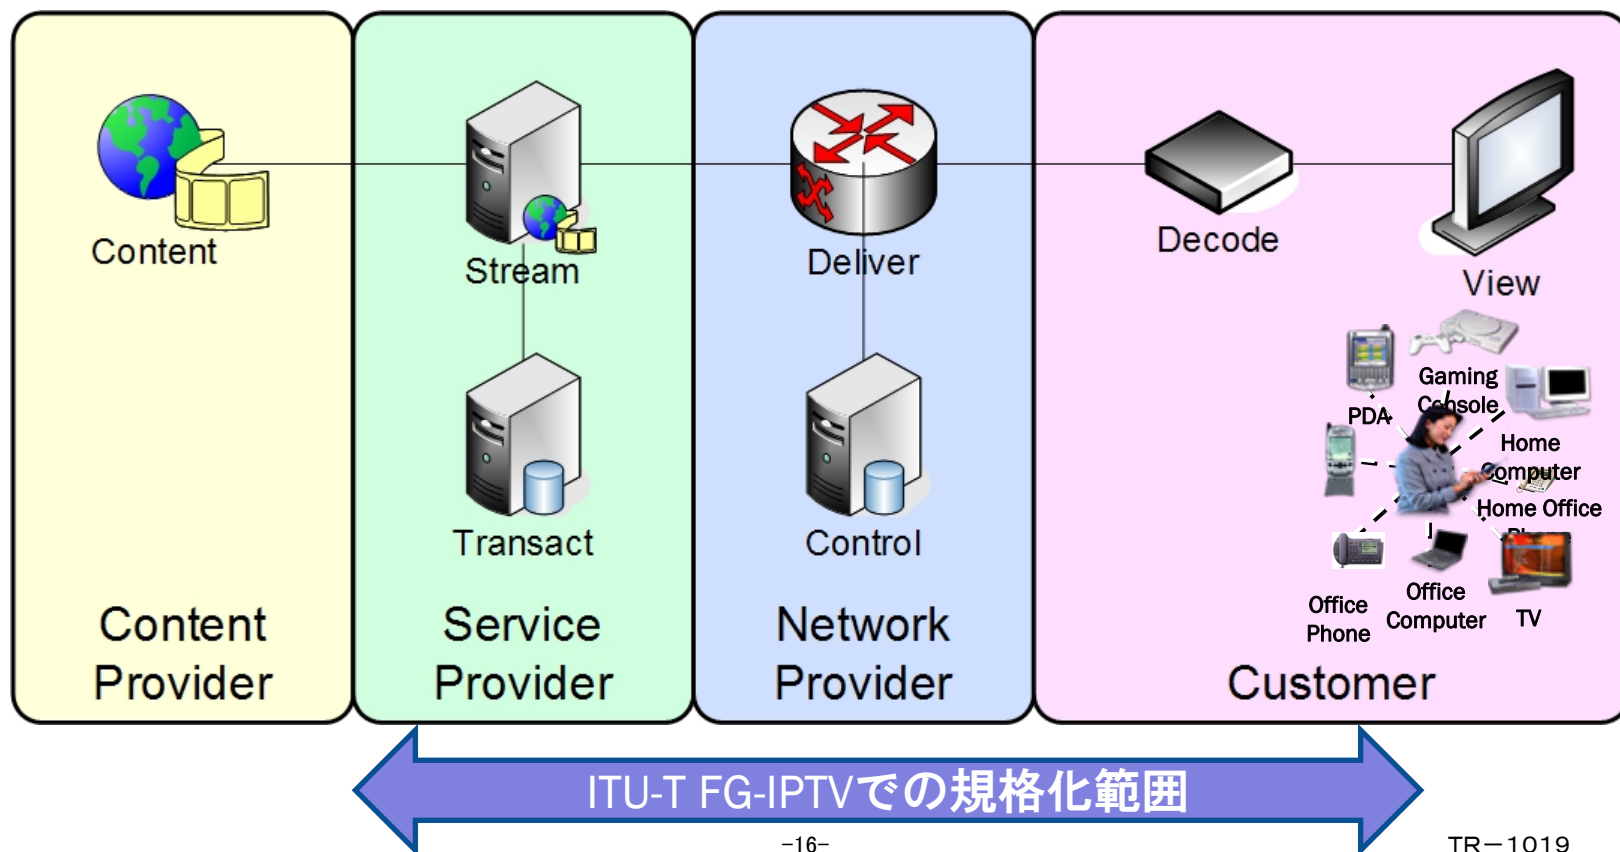 Content
Stream
Deliver
Decode
View
Transact
Control
Gaming
Console
PDA
Home
Computer
Home Office
Office
Phone
Office
Computer
TV
Content
Provider
Service
Provider
Network
Provider
Customer
ITU-T FG-IPTVでの規格化範囲
-16-
TR-1019